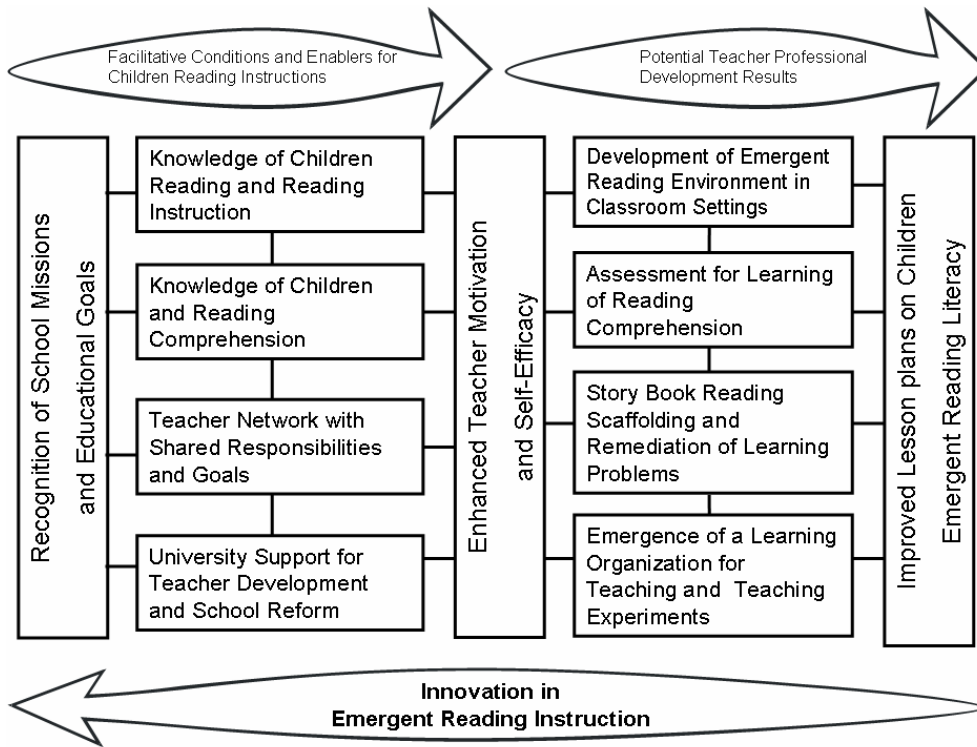 Facilitative Conditions and Enablers for
Children Reading Instructions
Potential Teacher Professional
Development Results
Recognition of School Missions
and Educational Goals
Knowledge of Children
Reading and Reading
Instruction
Knowledge of Children
and Reading
Comprehension
Teacher Network with
Shared Responsibilities
and Goals
University Support for
Teacher Development
and School Reform
Enhanced Teacher Motivation
and Self-Efficacy
Development of Emergent
Reading Environment in
Classroom Settings
Assessment for Learning
of Reading
Comprehension
Story Book Reading
Scaffolding and
Remediation of Learning
Problems
Emergence of a Learning
Organization for
Teaching and Teaching
Experiments
Improved Lesson plans on Children
Emergent Reading Literacy
Innovation in
Emergent Reading Instruction